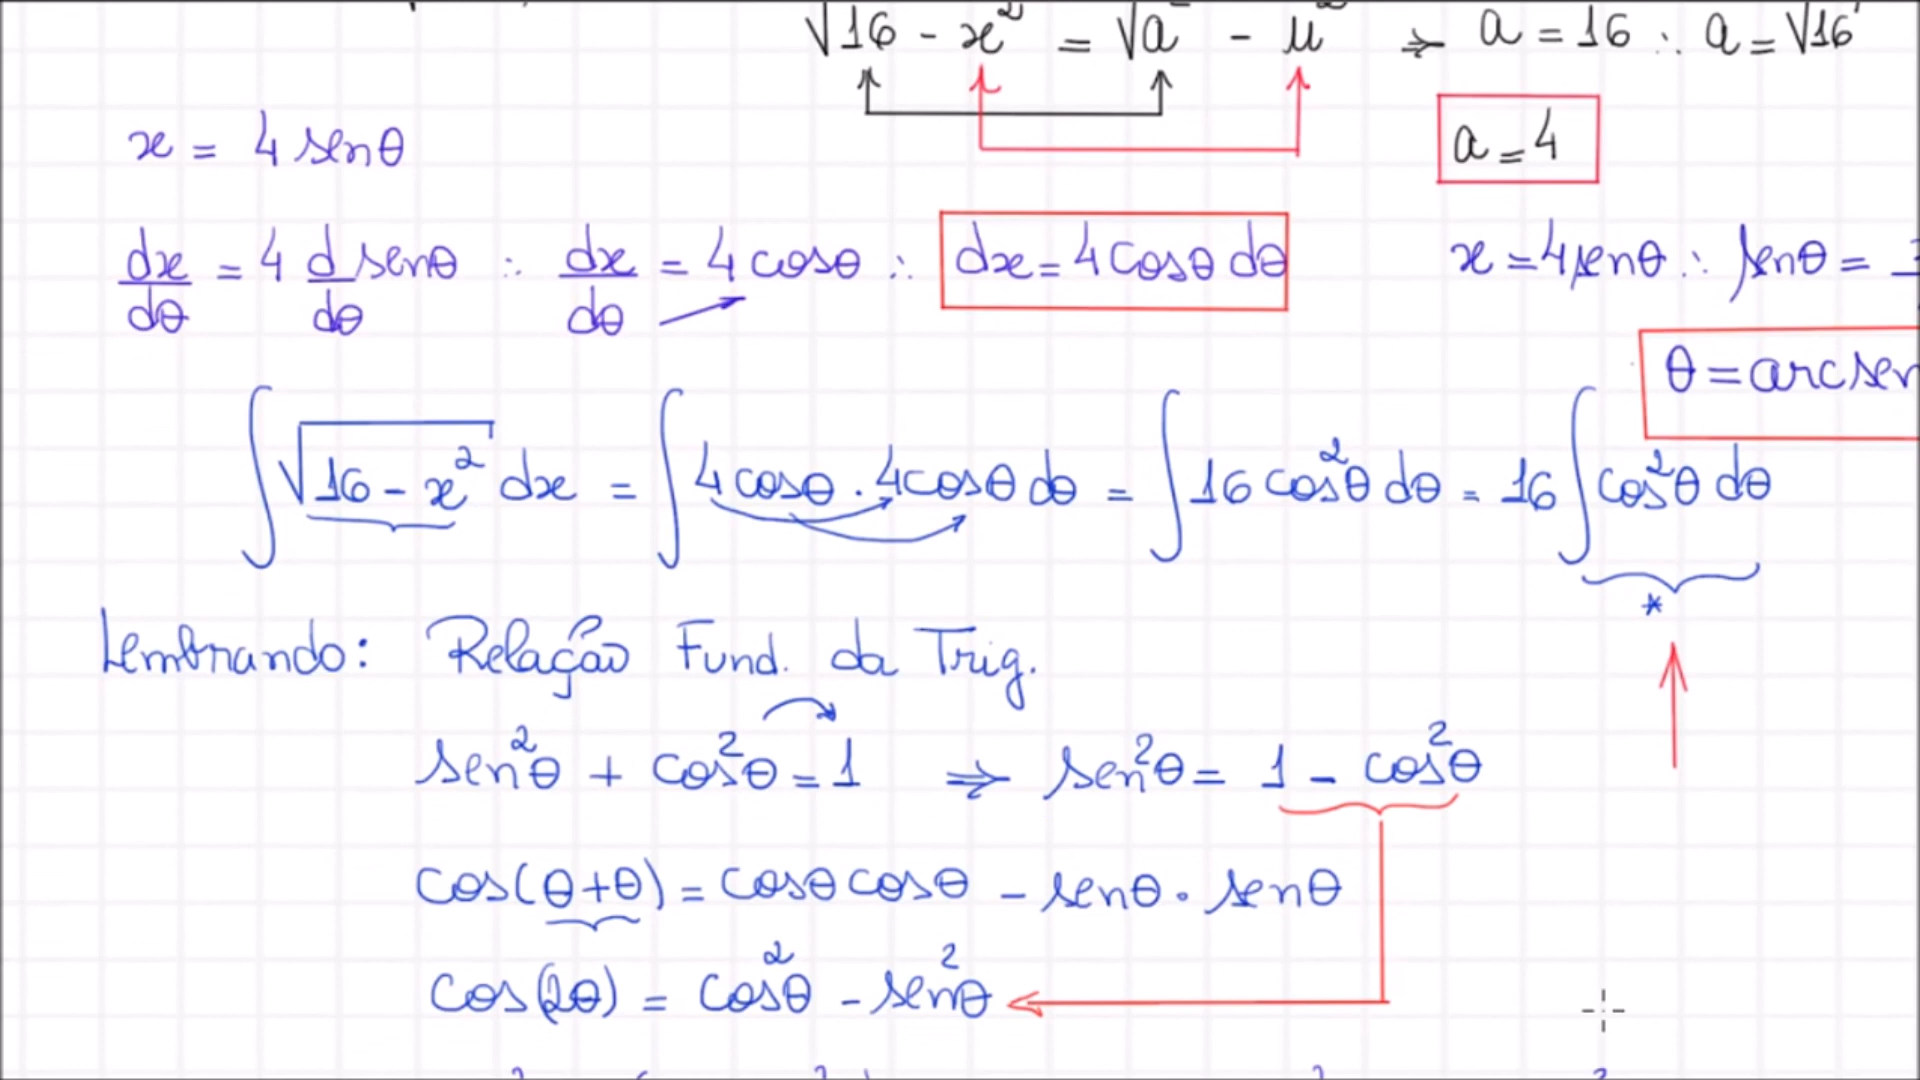 √16 - x² = √a² - u² ⇒ a = 16 ∴ a = √16
a = 4
x = 4 senθ
dx/dθ = 4 d/dθ senθ ∴ dx/dθ = 4 cosθ ∴ dx = 4 cosθ dθ
x = 4 senθ ∴ senθ =
θ = arcsen
∫ √16 - x² dx = ∫ 4 cosθ . 4 cosθ dθ = ∫ 16 cos²θ dθ = 16 ∫ cos²θ dθ
*
Lembrando: Relação Fund. da Trig.
sen²θ + cos²θ = 1 ⇒ sen²θ = 1 - cos²θ
cos(θ+θ) = cosθ cosθ - senθ . senθ
cos(2θ) = cos²θ - sen²θ